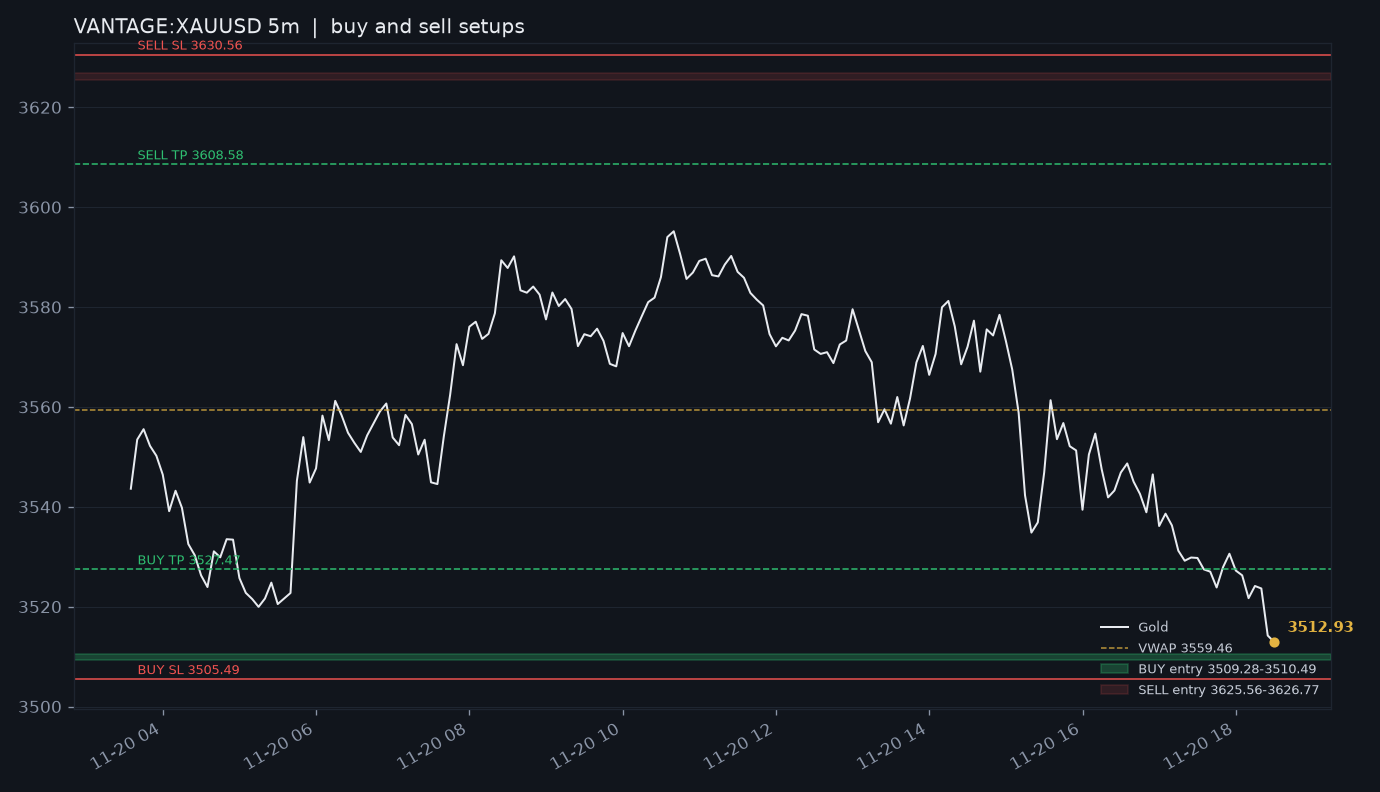 VANTAGE:XAUUSD 5m | buy and sell setups
SELL SL 3630.56
3620
SELL TP 3608.58
3600
3580
3560
3540
BUY TP 3527.47
3520
3512.93
Gold
VWAP 3559.46
BUY entry 3509.28-3510.49
SELL entry 3625.56-3626.77
BUY SL 3505.49
3500
11-20 04
11-20 06
11-20 08
11-20 10
11-20 12
11-20 14
11-20 16
11-20 18